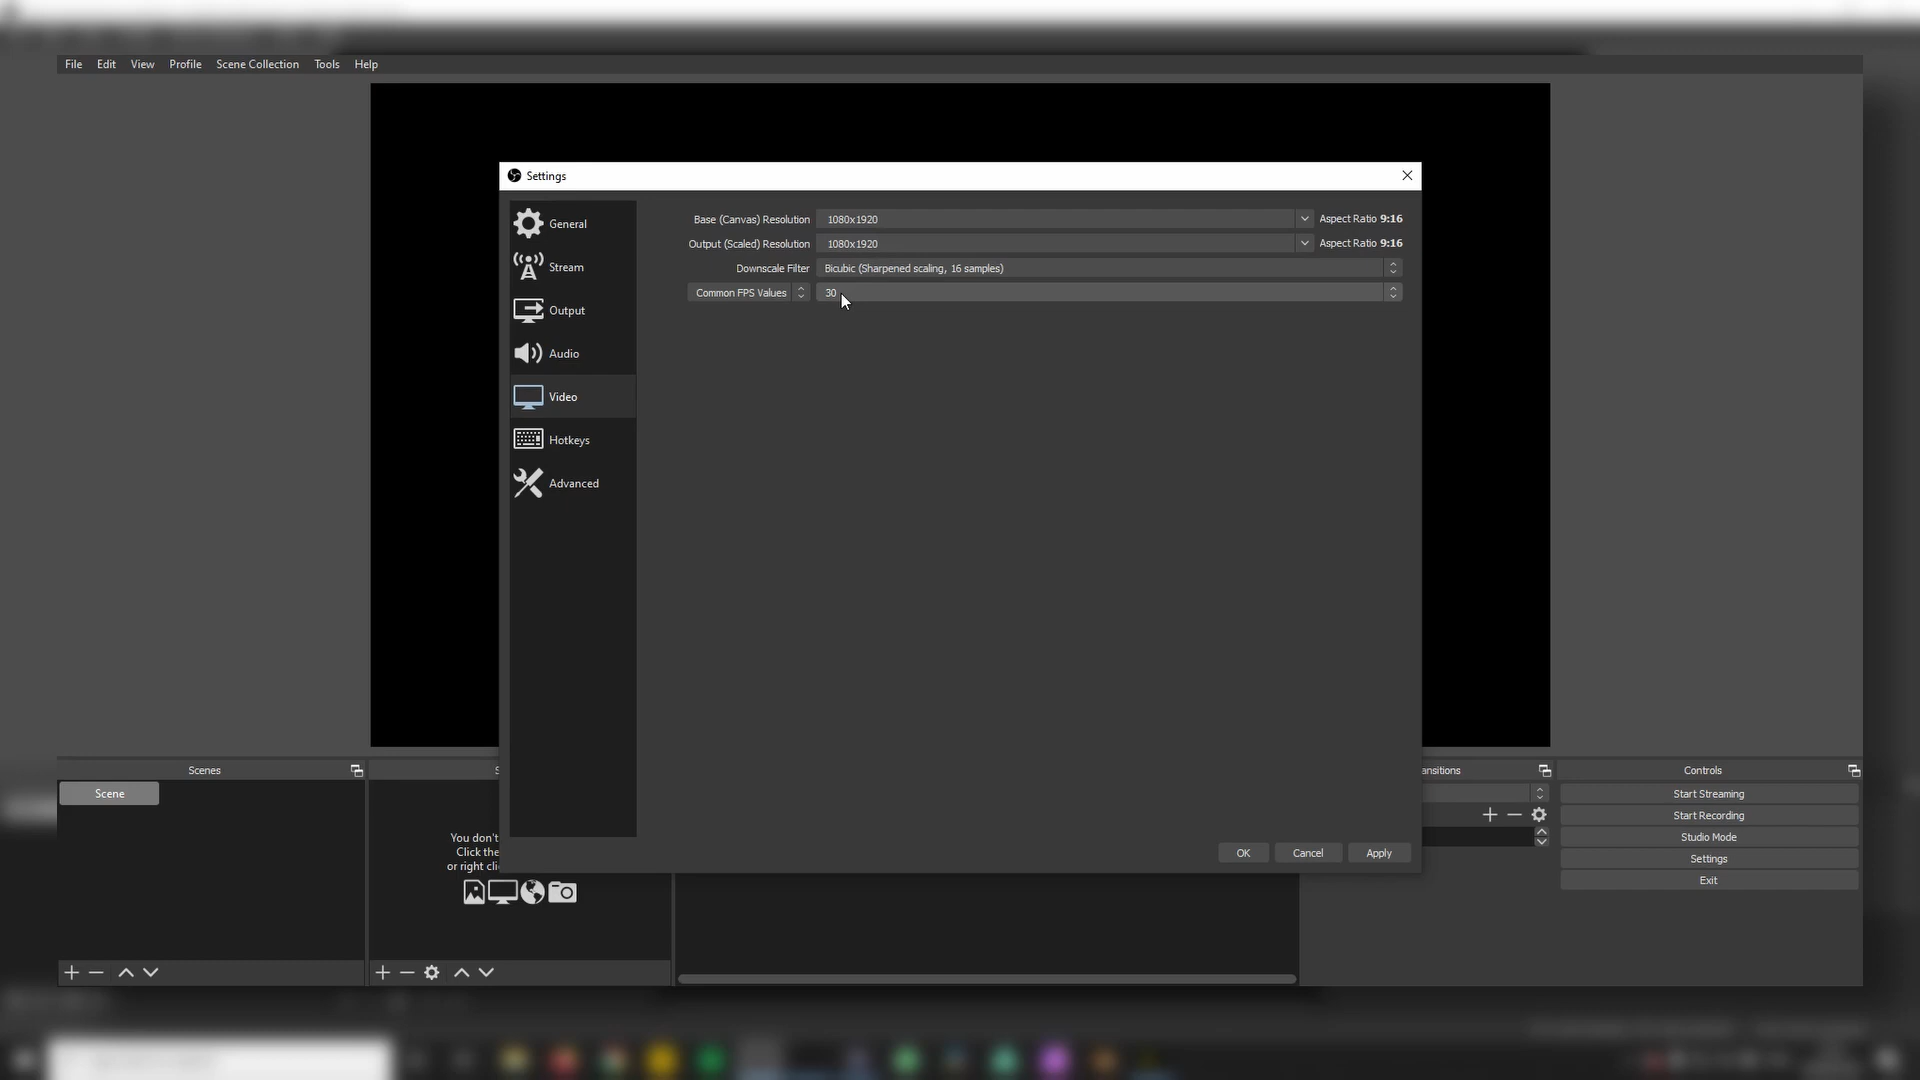 File Edit View Profile Scene Collection Tools Help
Settings
General
Stream
Output
Audio
Video
Hotkeys
Advanced
Base (Canvas) Resolution 1080x1920 Aspect Ratio 9:16
Output (Scaled) Resolution 1080x1920 Aspect Ratio 9:16
Downscale Filter Bicubic (Sharpened scaling, 16 samples)
Common FPS Values 30
OK Cancel Apply
Scenes
Scene
S
You don't
Click the
or right clic
ansitions
Controls
Start Streaming
Start Recording
Studio Mode
Settings
Exit